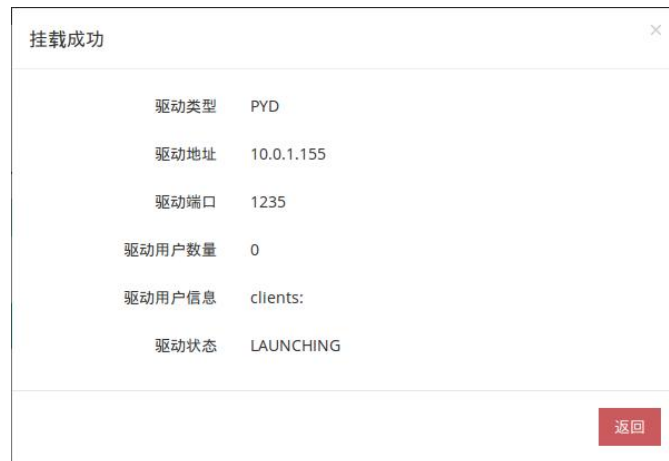 挂载成功
驱动类型 PYD
驱动地址 10.0.1.155
驱动端口 1235
驱动用户数量 0
驱动用户信息 clients:
驱动状态 LAUNCHING
返回